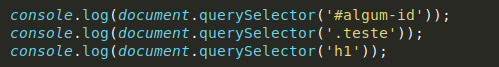 console.log(document.querySelector('#algum-id'));
console.log(document.querySelector('.teste'));
console.log(document.querySelector('h1'));